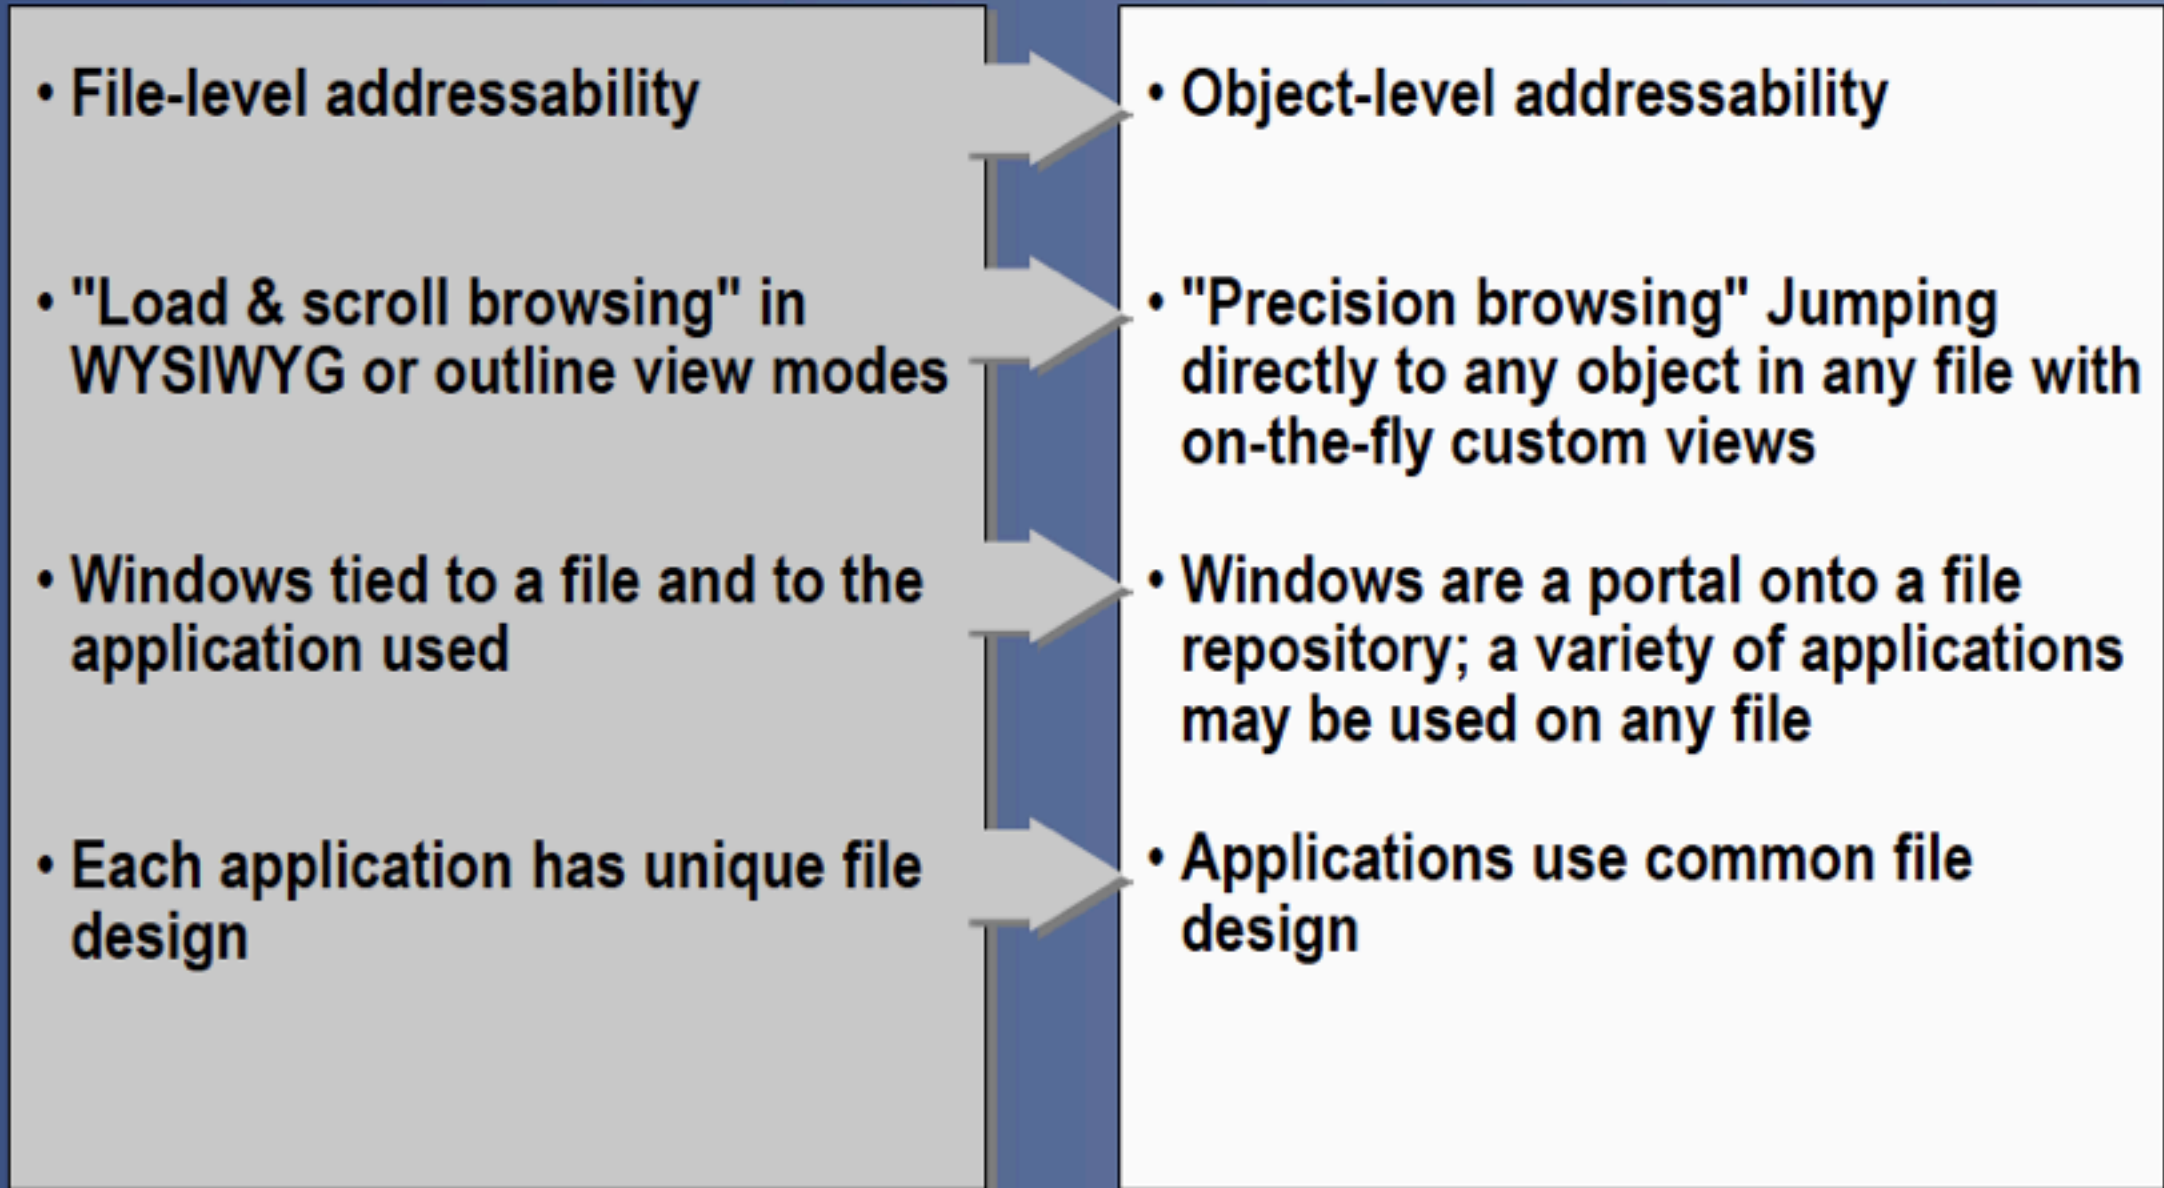 • File-level addressability
• "Load & scroll browsing" in
WYSIWYG or outline view modes
• Windows tied to a file and to the
application used
• Each application has unique file
design
• Object-level addressability
• "Precision browsing" Jumping
directly to any object in any file with
on-the-fly custom views
• Windows are a portal onto a file
repository; a variety of applications
may be used on any file
• Applications use common file
design